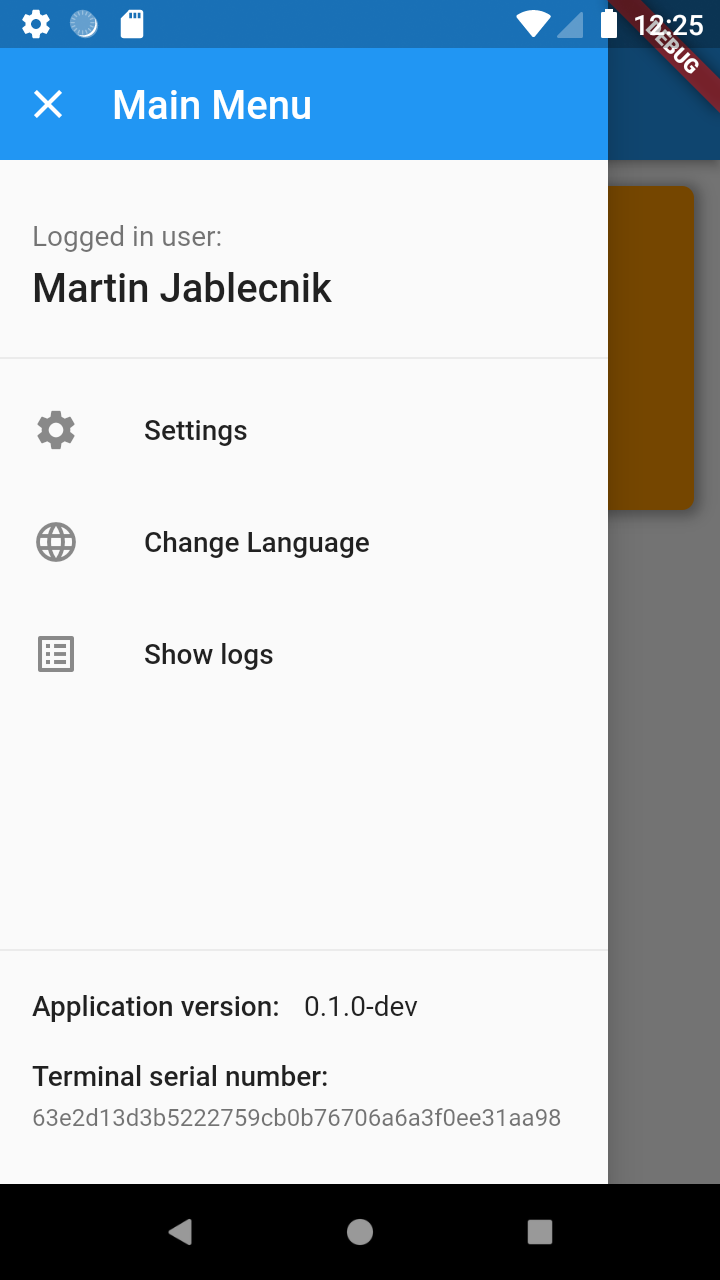 12:25
DEBUG
Main Menu
Logged in user:
Martin Jablecnik
Settings
Change Language
Show logs
Application version: 0.1.0-dev
Terminal serial number:
63e2d13d3b5222759cb0b76706a6a3f0ee31aa98